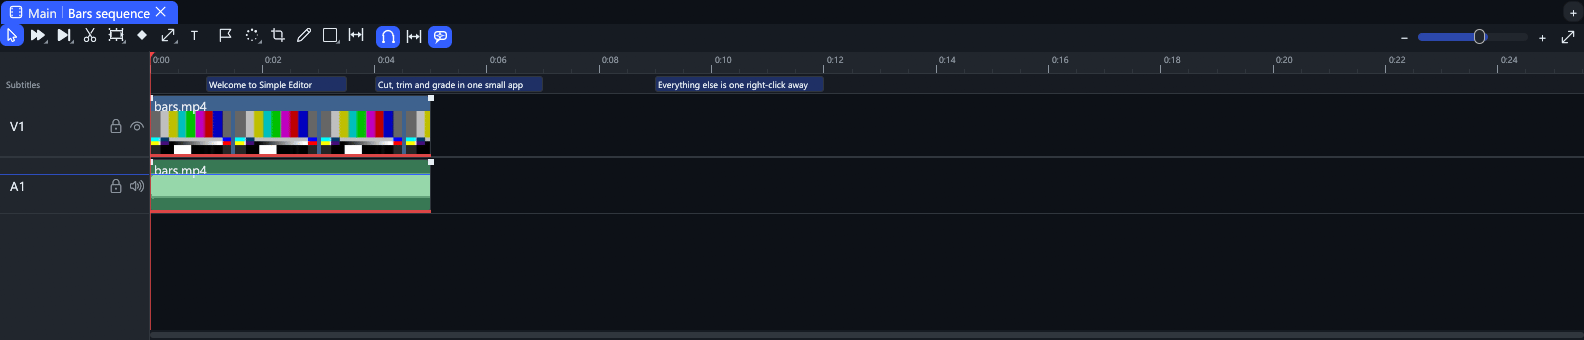 Main Bars sequence
T
0:00 0:02 0:04 0:06 0:08 0:10 0:12 0:14 0:16 0:18 0:20 0:22 0:24
Subtitles Welcome to Simple Editor Cut, trim and grade in one small app Everything else is one right-click away
bars.mp4
V1
bars.mp4
A1